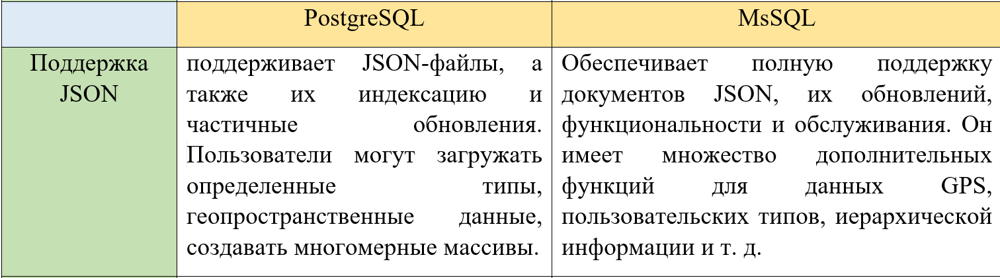 PostgreSQL
MsSQL
Поддержка
JSON
поддерживает JSON-файлы, а
также их индексацию и
частичные обновления.
Пользователи могут загружать
определенные типы,
геопространственные данные,
создавать многомерные массивы.
Обеспечивает полную поддержку
документов JSON, их обновлений,
функциональности и обслуживания. Он
имеет множество дополнительных
функций для данных GPS,
пользовательских типов, иерархической
информации и т. д.